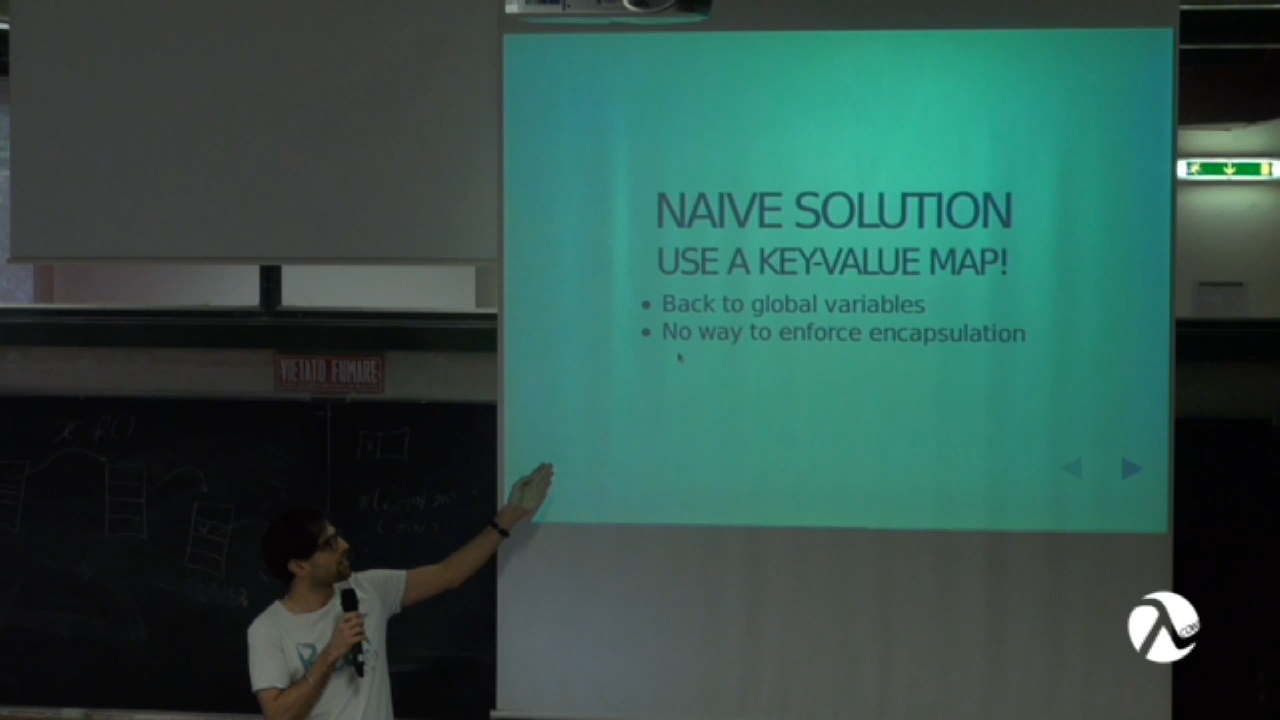 NAIVE SOLUTION
USE A KEY-VALUE MAP!
• Back to global variables
• No way to enforce encapsulation
VIETATO FUMARE